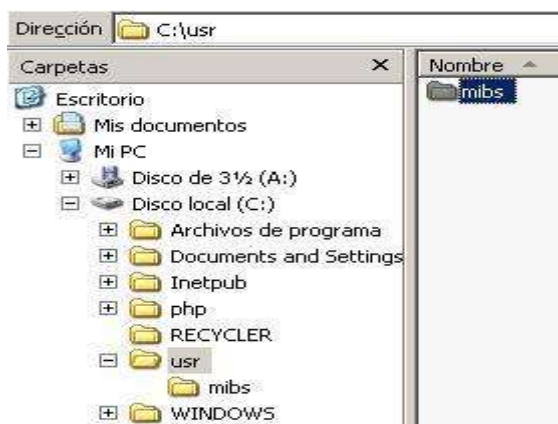 Dirección C:\usr
Carpetas
Nombre
Escritorio
mibs
Mis documentos
Mi PC
Disco de 3½ (A:)
Disco local (C:)
Archivos de programa
Documents and Settings
Inetpub
php
RECYCLER
usr
mibs
WINDOWS